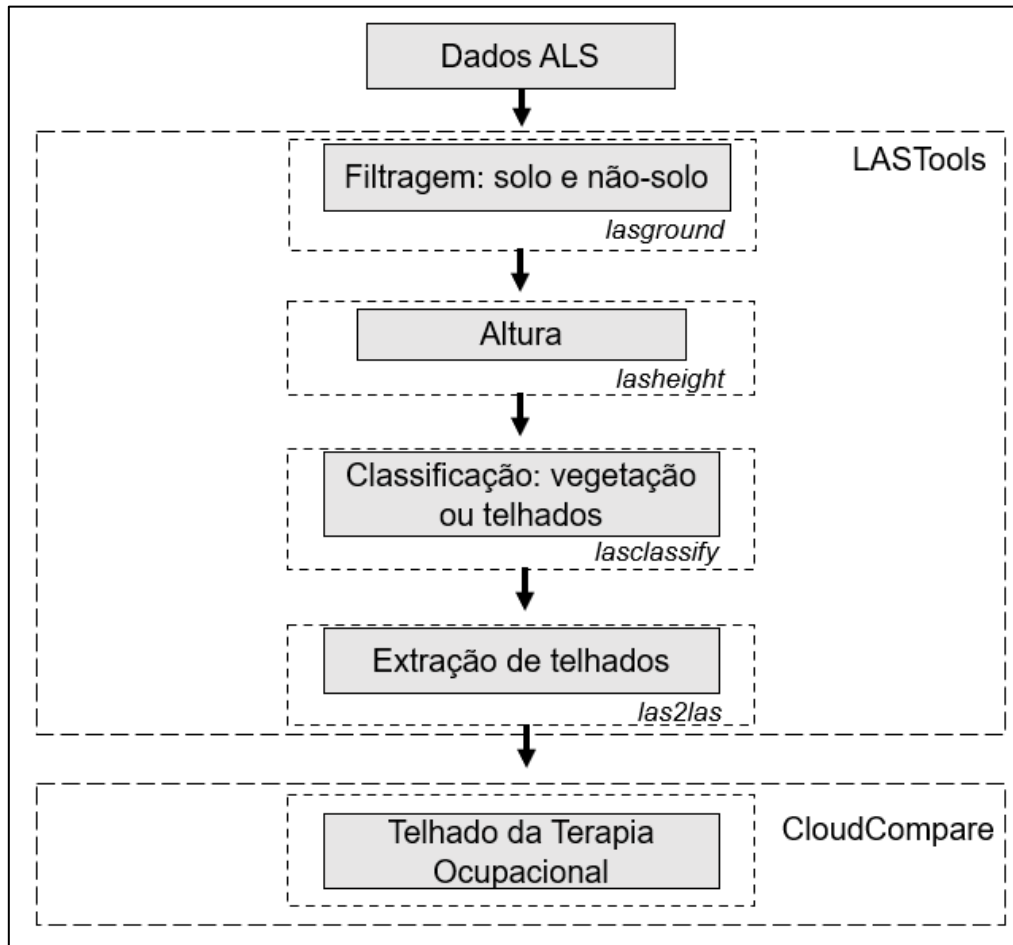 Dados ALS
LASTools
Filtragem: solo e não-solo
lasground
Altura
lasheight
Classificação: vegetação
ou telhados
lasclassify
Extração de telhados
las2las
CloudCompare
Telhado da Terapia
Ocupacional